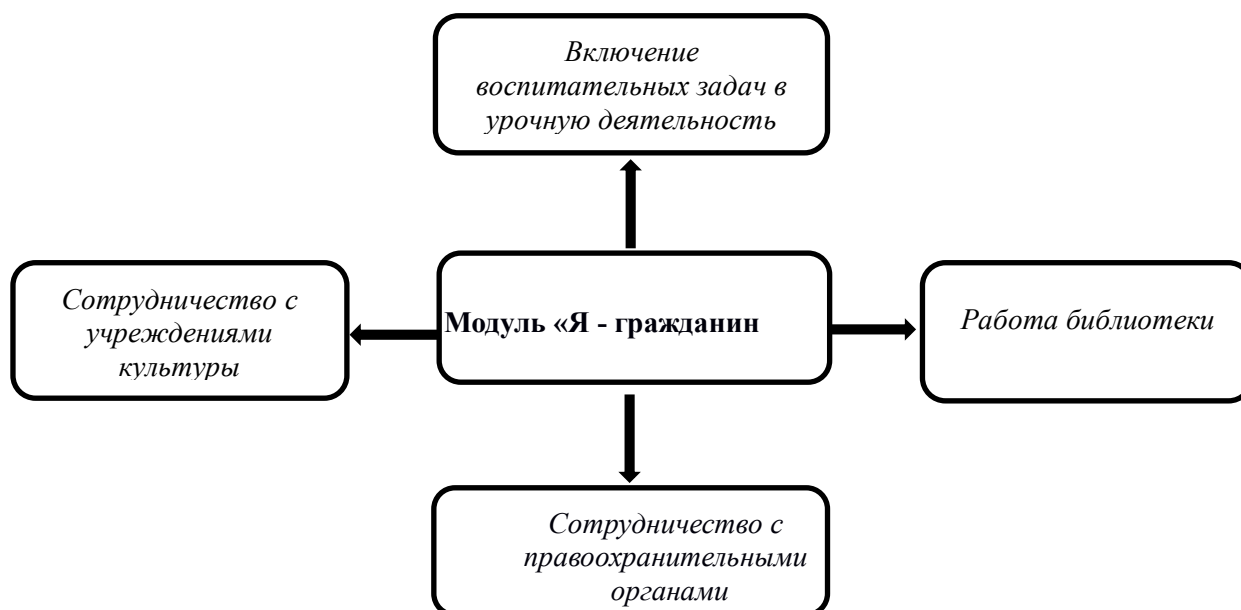 Включение
воспитательных задач в
урочную деятельность
Сотрудничество с
учреждениями
культуры
Модуль «Я - гражданин
Работа библиотеки
Сотрудничество с
правоохранительными
органами